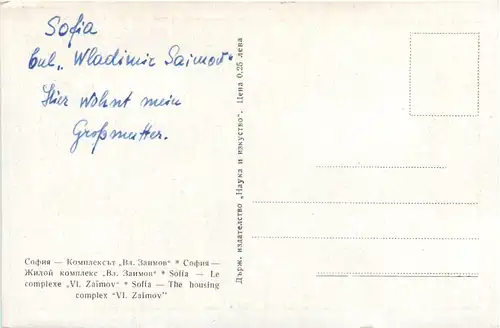 Sofia
bul. „Wladimir Saimov“
Hier wohnt mein
Großmutter.
София — Комплексът „Вл. Заимов“ * София —
Жилой комплекс „Вл. Заимов“ * Sofia — Le
complexe „Vl. Zaïmov“ * Sofia — The housing
complex “Vl. Zaimov”
Държ. издателство „Наука и изкуство“. Цена 0,25 лева